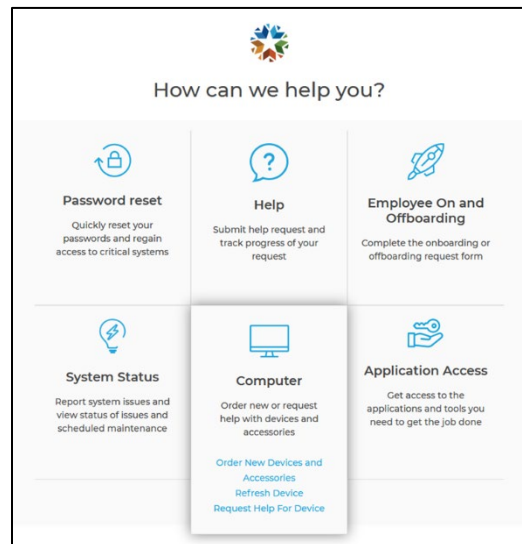 How can we help you?
Password reset
Quickly reset your
passwords and regain
access to critical systems
?
Help
Submit help request and
track progress of your
request
Employee On and
Offboarding
Complete the onboarding or
offboarding request form
System Status
Report system issues and
view status of issues and
scheduled maintenance
Computer
Order new or request
help with devices and
accessories
Order New Devices and
Accessories
Refresh Device
Request Help For Device
Application Access
Get access to the
applications and tools you
need to get the job done